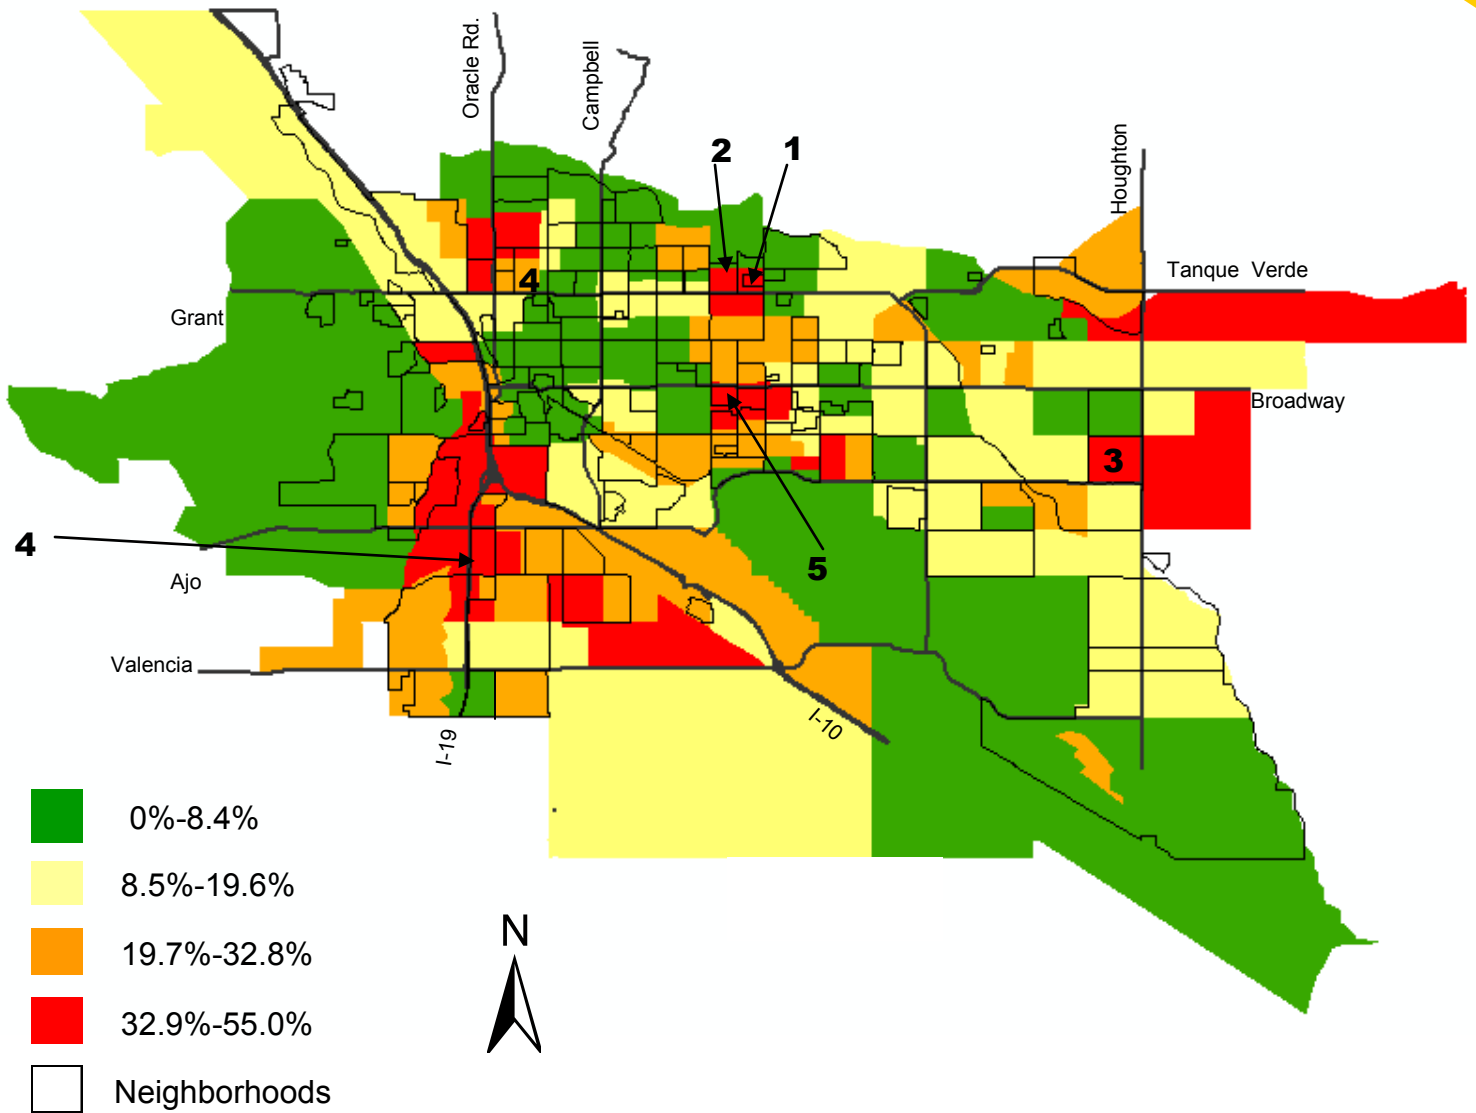 Oracle Rd.
Campbell
Houghton
2
1
Tanque Verde
4
Grant
Broadway
3
4
5
Ajo
Valencia
I-19
I-10
0%-8.4%
8.5%-19.6%
19.7%-32.8%
32.9%-55.0%
Neighborhoods
N